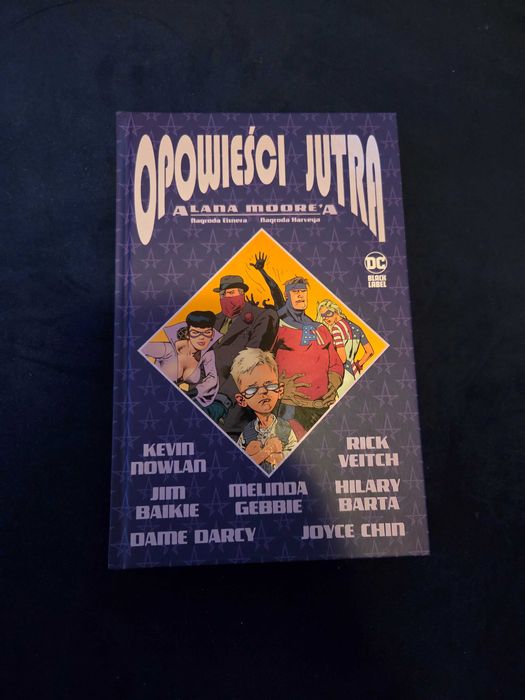 OPOWIEŚCI JUTRA
ALANA MOORE'A
Nagroda Eisnera Nagroda Harveya
DC
BLACK
LABEL
KEVIN
NOWLAN
RICK
VEITCH
JIM
BAIKIE
MELINDA
GEBBIE
HILARY
BARTA
DAME DARCY
JOYCE CHIN